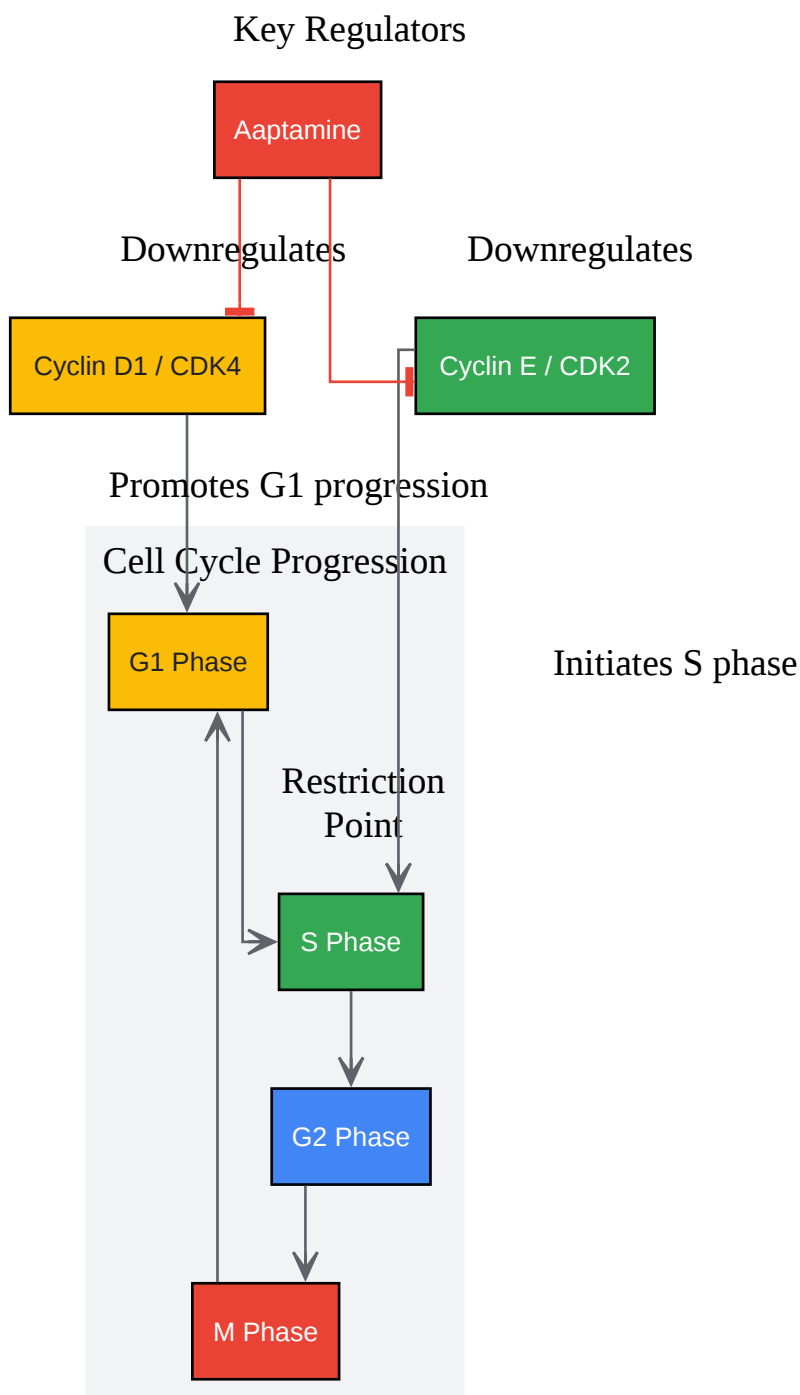 Key Regulators
Aaptamine
Downregulates
Downregulates
Cyclin D1 / CDK4
Cyclin E / CDK2
Promotes G1 progression
Cell Cycle Progression
G1 Phase
Initiates S phase
Restriction
Point
S Phase
G2 Phase
M Phase